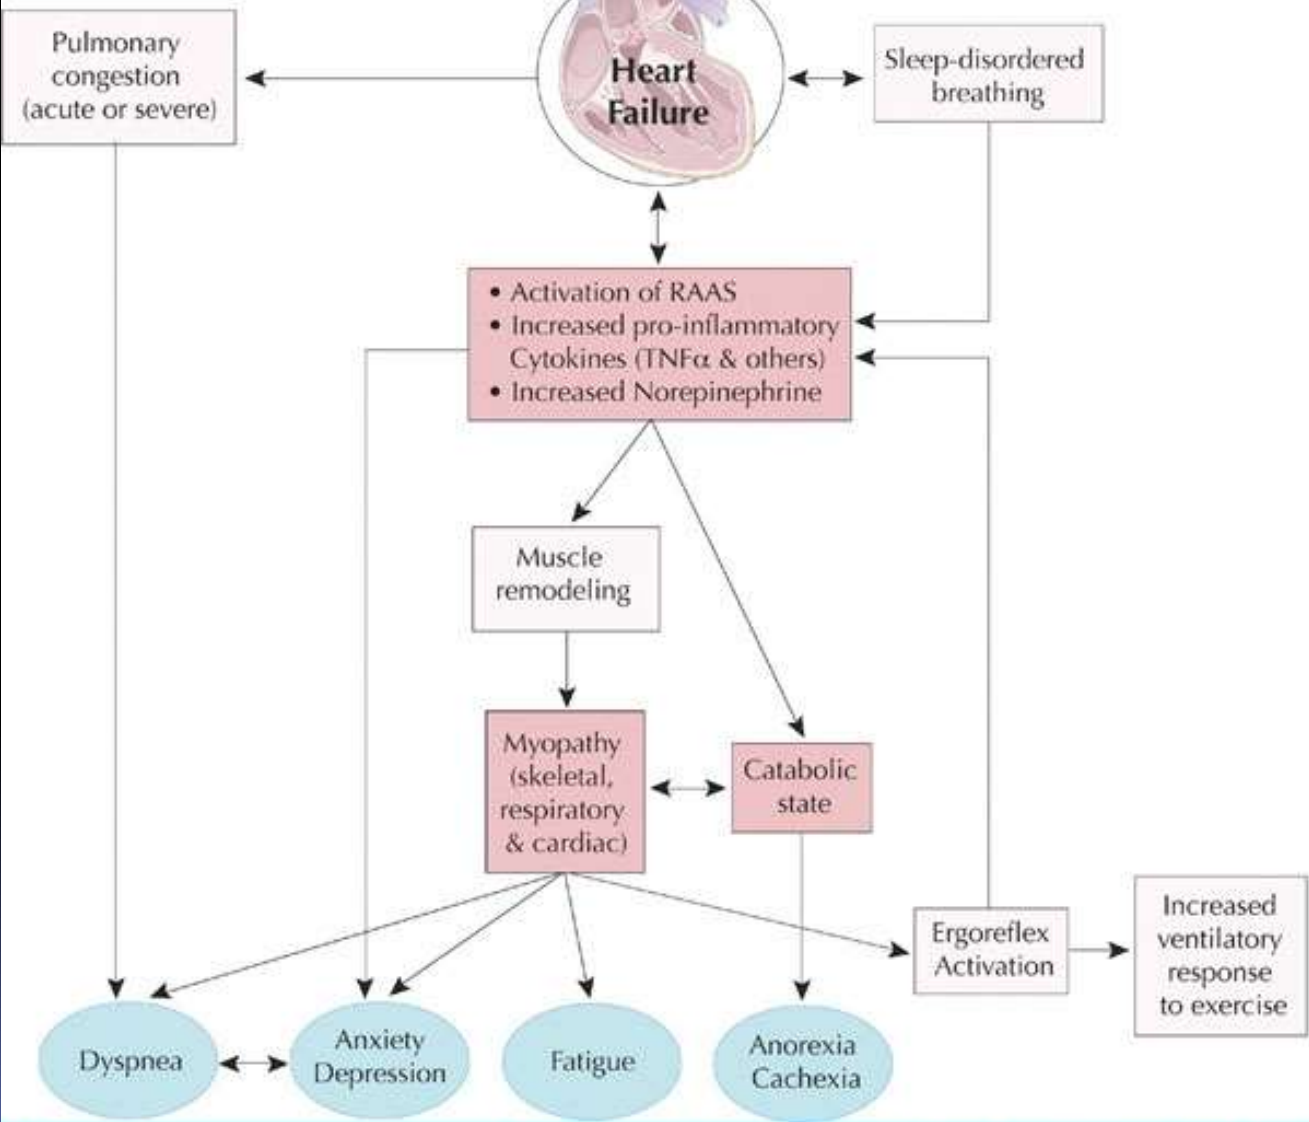 Pulmonary
congestion
(acute or severe)
Heart
Failure
Sleep-disordered
breathing
• Activation of RAAS
• Increased pro-inflammatory
Cytokines (TNFα & others)
• Increased Norepinephrine
Muscle
remodeling
Myopathy
(skeletal,
respiratory
& cardiac)
Catabolic
state
Ergoreflex
Activation
Increased
ventilatory
response
to exercise
Dyspnea
Anxiety
Depression
Fatigue
Anorexia
Cachexia